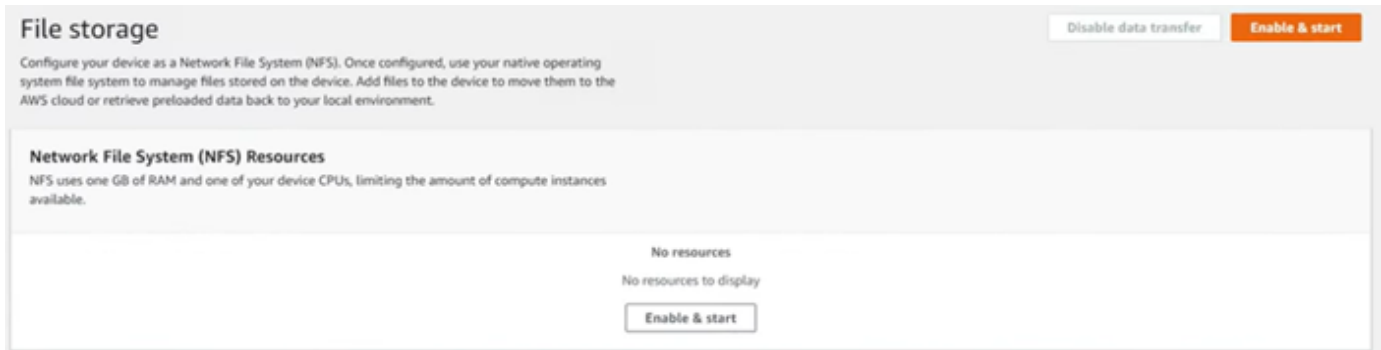 File storage
Disable data transfer
Enable & start
Configure your device as a Network File System (NFS). Once configured, use your native operating
system file system to manage files stored on the device. Add files to the device to move them to the
AWS cloud or retrieve preloaded data back to your local environment.
Network File System (NFS) Resources
NFS uses one GB of RAM and one of your device CPUs, limiting the amount of compute instances
available.
No resources
No resources to display
Enable & start